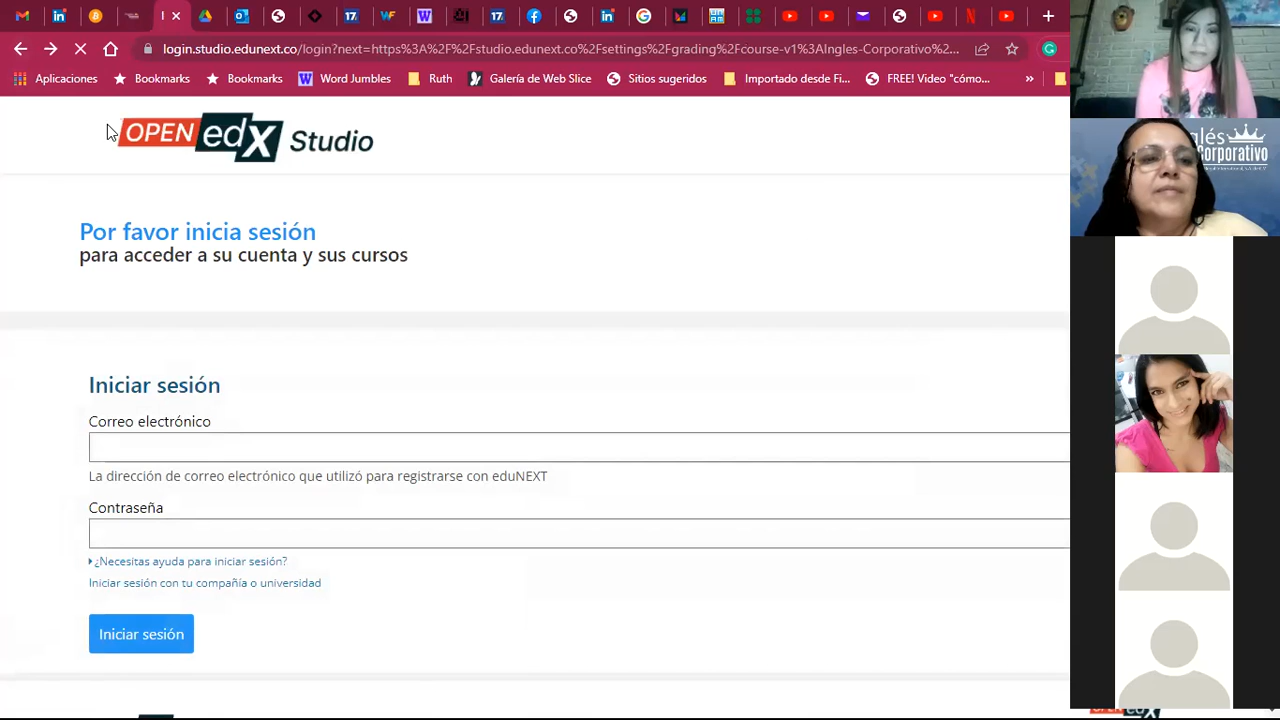 17
17
login.studio.edunext.co/login?next=https%3A%2F%2Fstudio.edunext.co%2Fsettings%2Fgrading%2Fcourse-v1%3AIngles-Corporativo%2...
Aplicaciones Bookmarks Bookmarks Word Jumbles Ruth Galería de Web Slice Sitios sugeridos Importado desde Fi... FREE! Video "cómo... »
OPEN edX Studio
Por favor inicia sesión
para acceder a su cuenta y sus cursos
Iniciar sesión
Correo electrónico
La dirección de correo electrónico que utilizó para registrarse con eduNEXT
Contraseña
¿Necesitas ayuda para iniciar sesión?
Iniciar sesión con tu compañía o universidad
Iniciar sesión
glés
Corporativo